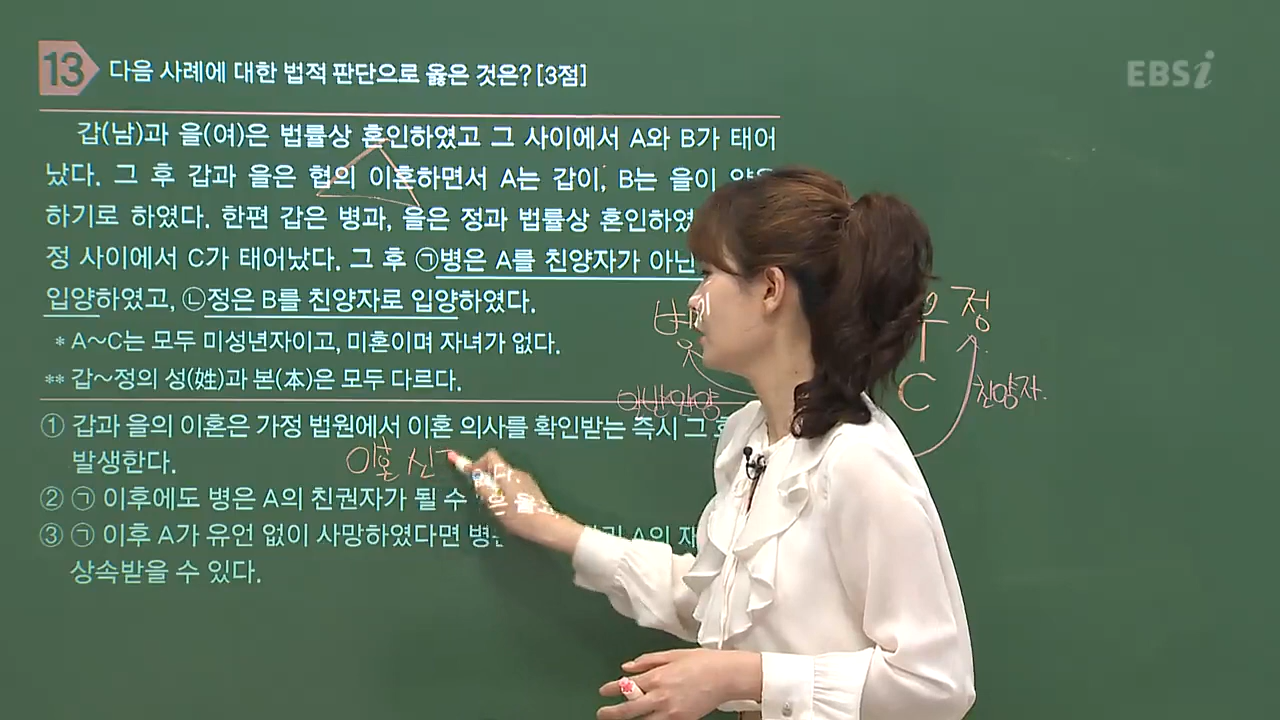 EBSi
13 다음 사례에 대한 법적 판단으로 옳은 것은? [3점]
갑(남)과 을(여)은 법률상 혼인하였고 그 사이에서 A와 B가 태어
났다. 그 후 갑과 을은 협의 이혼하면서 A는 갑이, B는 을이
하기로 하였다. 한편 갑은 병과, 을은 정과 법률상 혼인하였
정 사이에서 C가 태어났다. 그 후 ㉠병은 A를 친양자가 아닌
입양하였고, ㉡정은 B를 친양자로 입양하였다.
* A~C는 모두 미성년자이고, 미혼이며 자녀가 없다.
** 갑~정의 성(姓)과 본(本)은 모두 다르다.
정
C
친양자
① 갑과 을의 이혼은 가정 법원에서 이혼 의사를 확인받는 즉시 그
발생한다.
이혼 신
② ㉠ 이후에도 병은 A의 친권자가 될 수
③ ㉠ 이후 A가 유언 없이 사망하였다면 병은 A의 재
상속받을 수 있다.